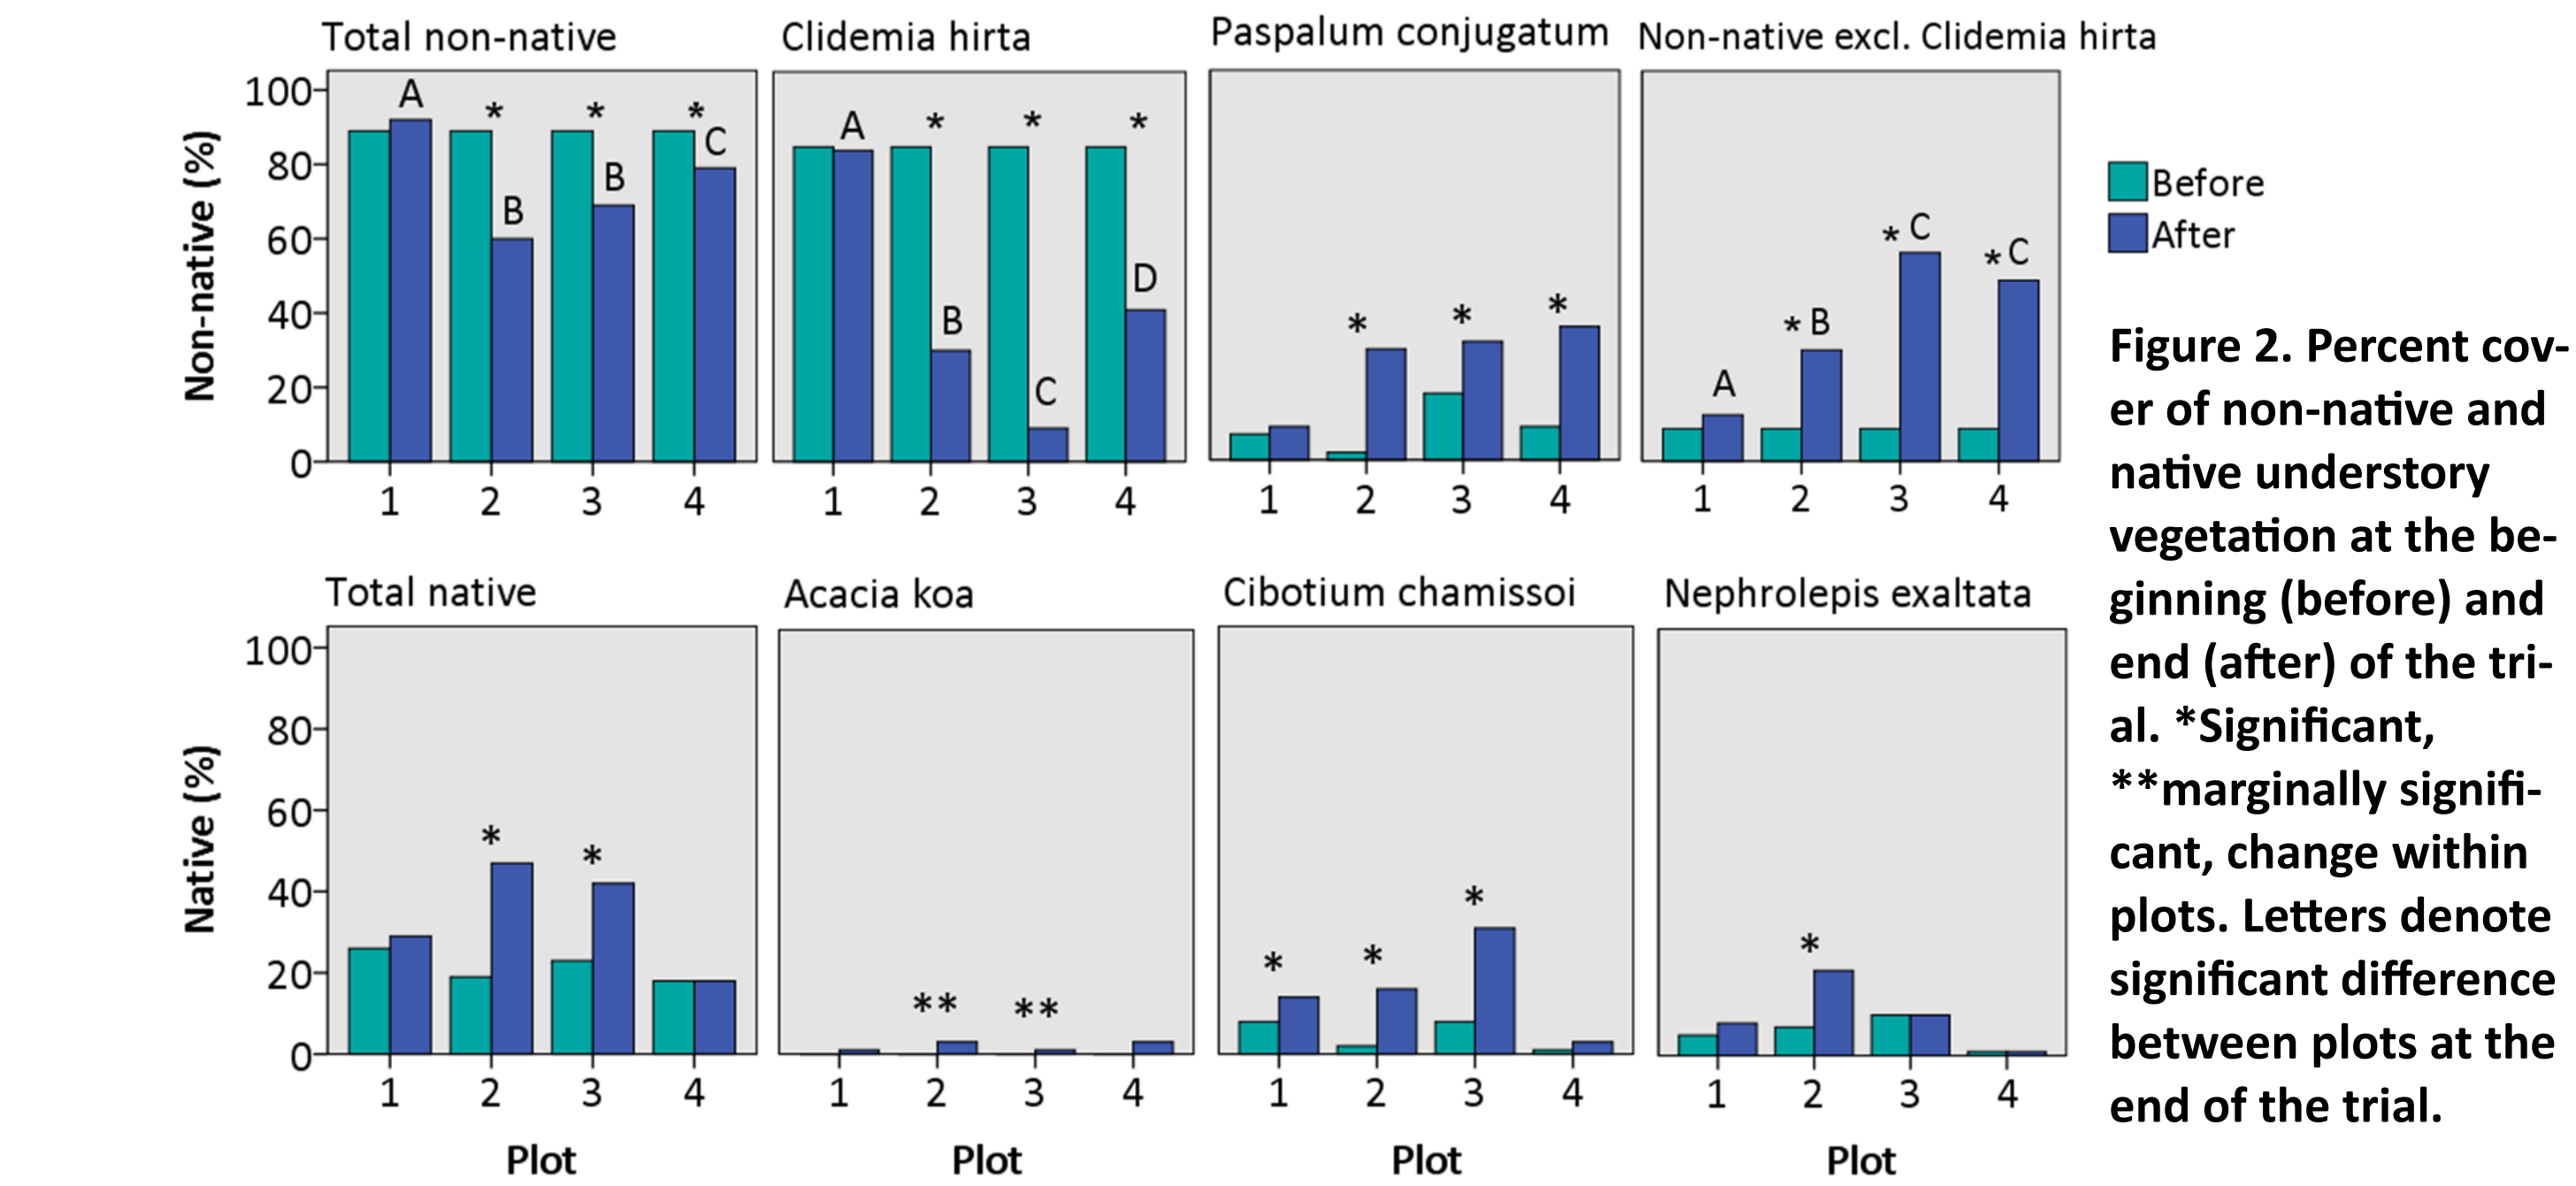 Total non-native
Clidemia hirta
Paspalum conjugatum
Non-native excl. Clidemia hirta
Non-native (%)
100
80
60
40
20
0
A
*
B
*
B
*
C
A
*
B
*
C
*
D
*
*
*
A
* B
* C
* C
1 2 3 4
1 2 3 4
1 2 3 4
1 2 3 4
Before
After
Total native
Acacia koa
Cibotium chamissoi
Nephrolepis exaltata
Native (%)
100
80
60
40
20
0
*
*
**
**
*
*
*
*
1 2 3 4
1 2 3 4
1 2 3 4
1 2 3 4
Plot
Plot
Plot
Plot
Figure 2. Percent cov-
er of non-native and
native understory
vegetation at the be-
ginning (before) and
end (after) of the tri-
al. *Significant,
**marginally signifi-
cant, change within
plots. Letters denote
significant difference
between plots at the
end of the trial.